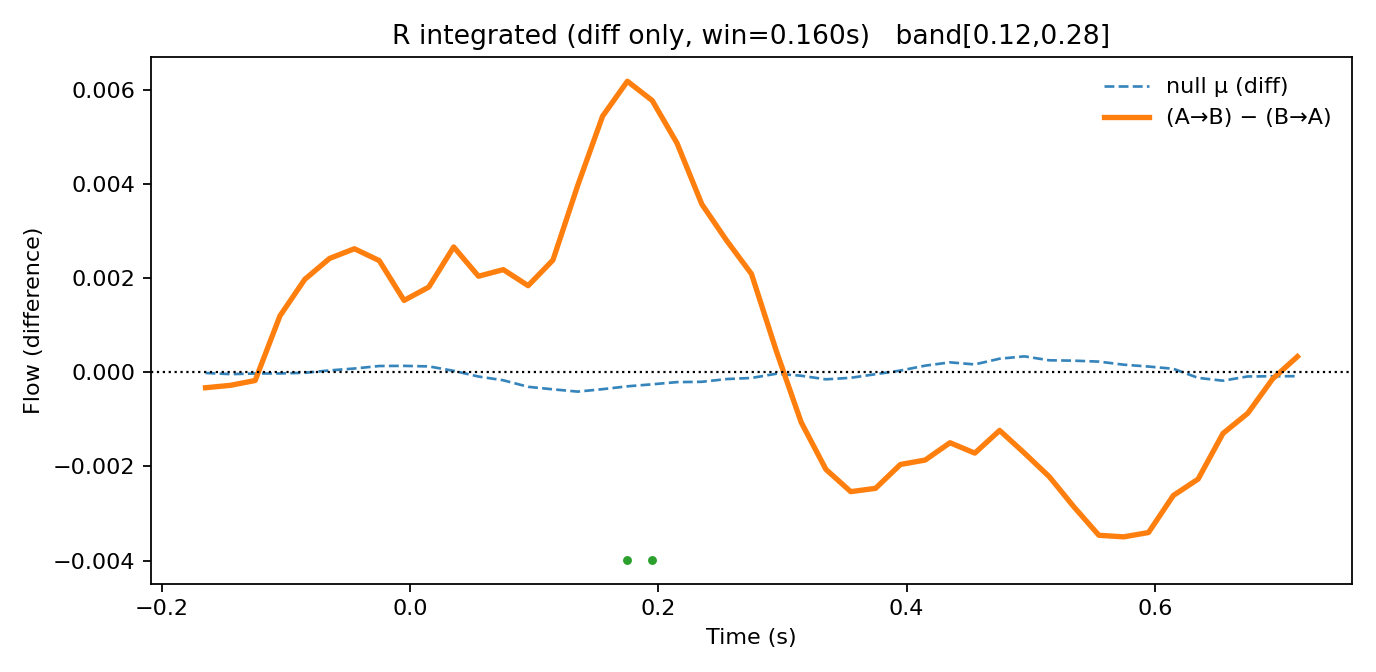 R integrated (diff only, win=0.160s)   band[0.12,0.28]
null μ (diff)
(A→B) − (B→A)
Flow (difference)
0.006
0.004
0.002
0.000
−0.002
−0.004
−0.2
0.0
0.2
0.4
0.6
Time (s)